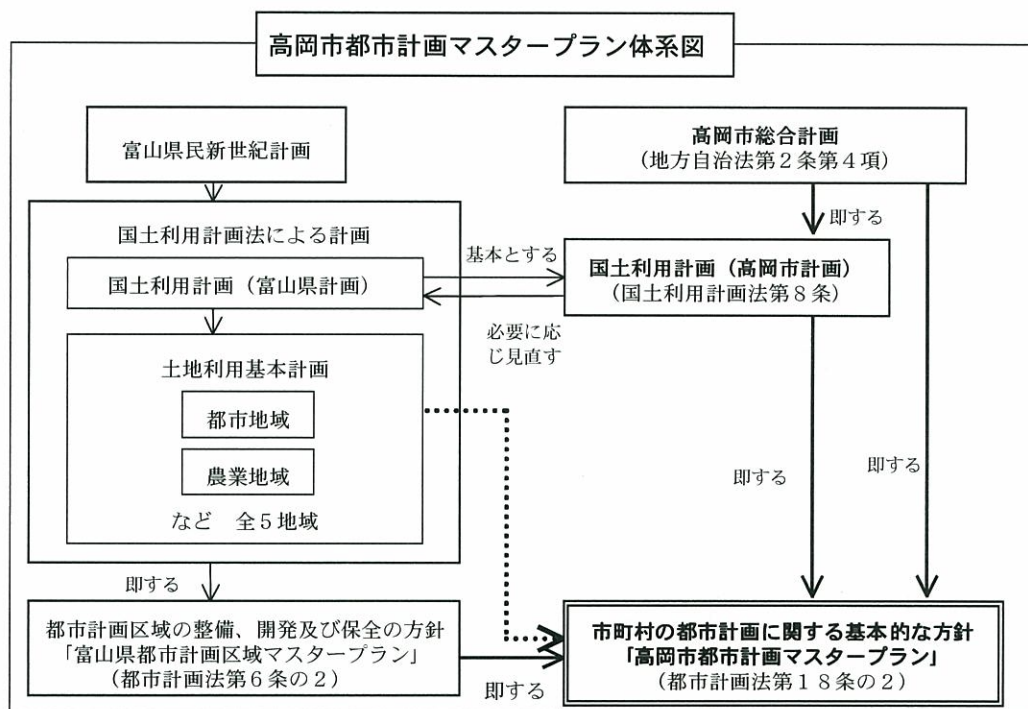 高岡市都市計画マスタープラン体系図
富山県民新世紀計画
高岡市総合計画
（地方自治法第２条第４項）
即する
国土利用計画法による計画
国土利用計画（富山県計画）
基本とする
国土利用計画（高岡市計画）
（国土利用計画法第８条）
必要に応
じ見直す
土地利用基本計画
都市地域
農業地域
など　全５地域
即する
即する
即する
都市計画区域の整備、開発及び保全の方針
「富山県都市計画区域マスタープラン」
（都市計画法第６条の２）
即する
市町村の都市計画に関する基本的な方針
「高岡市都市計画マスタープラン」
（都市計画法第１８条の２）